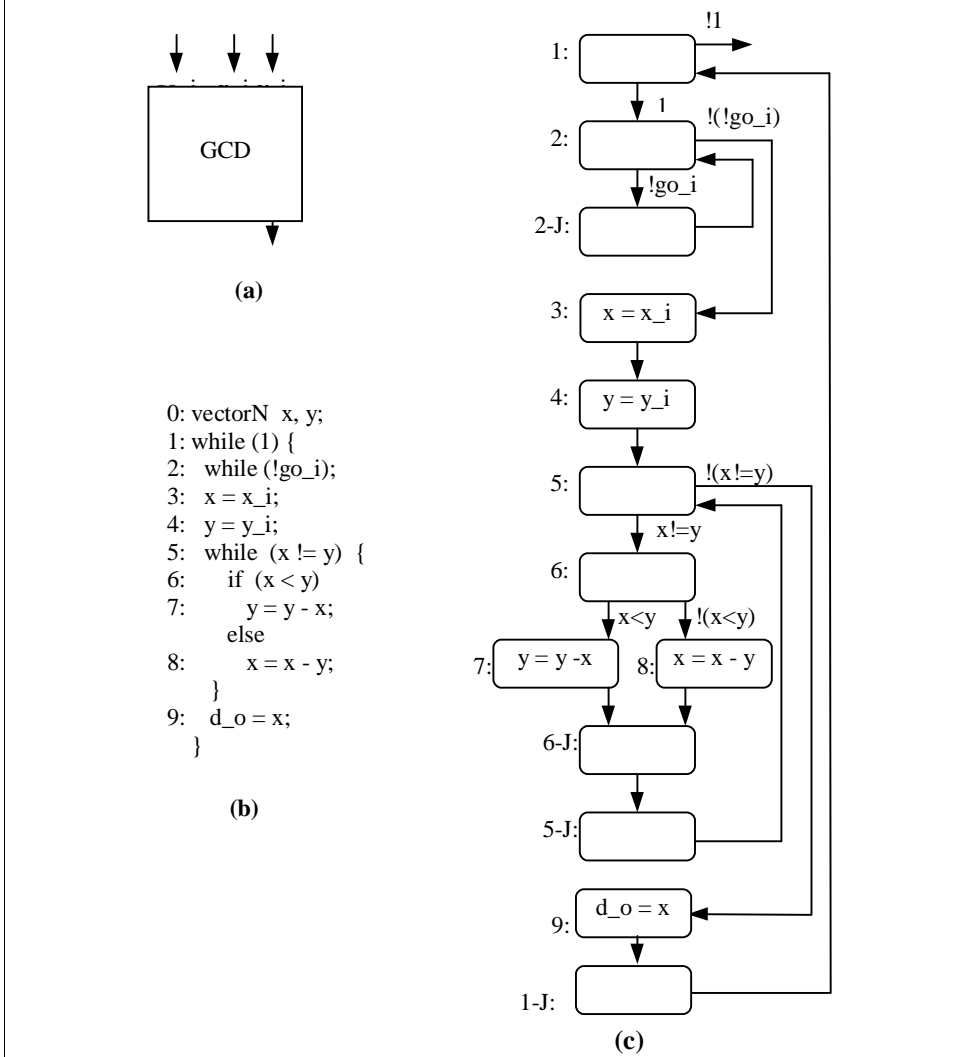 GCD
(a)
0: vectorN x, y;
1: while (1) {
2: while (!go_i);
3: x = x_i;
4: y = y_i;
5: while (x != y) {
6: if (x < y)
7: y = y - x;
else
8: x = x - y;
}
9: d_o = x;
}
(b)
!1
1:
1
!(!go_i)
2:
!go_i
2-J:
3:
x = x_i
4:
y = y_i
!(x!=y)
5:
x!=y
6:
x<y
!(x<y)
7:
y = y -x
8:
x = x - y
6-J:
5-J:
d_o = x
9:
1-J:
(c)